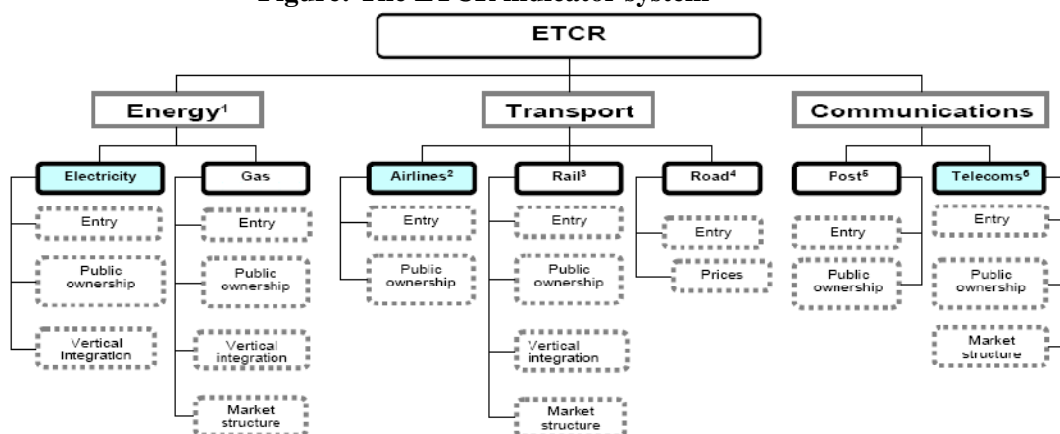 Figure: The ETCR indicator system
ETCR
Energy¹
Transport
Communications
Electricity
Gas
Airlines²
Rail³
Road⁴
Post⁵
Telecoms⁶
Entry
Public
ownership
Vertical
integration
Entry
Public
ownership
Vertical
integration
Market
structure
Entry
Public
ownership
Entry
Public
ownership
Vertical
integration
Market
structure
Entry
Prices
Entry
Public
ownership
Entry
Public
ownership
Market
structure